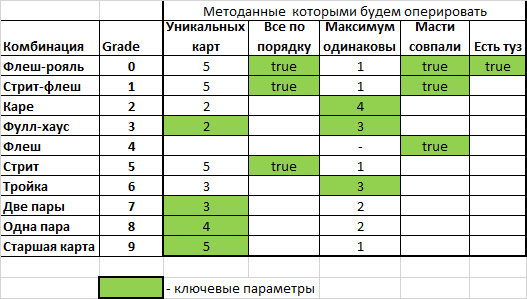 Метаданные которыми будем оперировать
Комбинация Grade Уникальных карт Все по порядку Максимум одинаковы Масти совпали Есть туз
Флеш-рояль 0 5 true 1 true true
Стрит-флеш 1 5 true 1 true
Каре 2 2 4
Фулл-хаус 3 2 3
Флеш 4 - true
Стрит 5 5 true 1
Тройка 6 3 3
Две пары 7 3 2
Одна пара 8 4 2
Старшая карта 9 5 1
- ключевые параметры